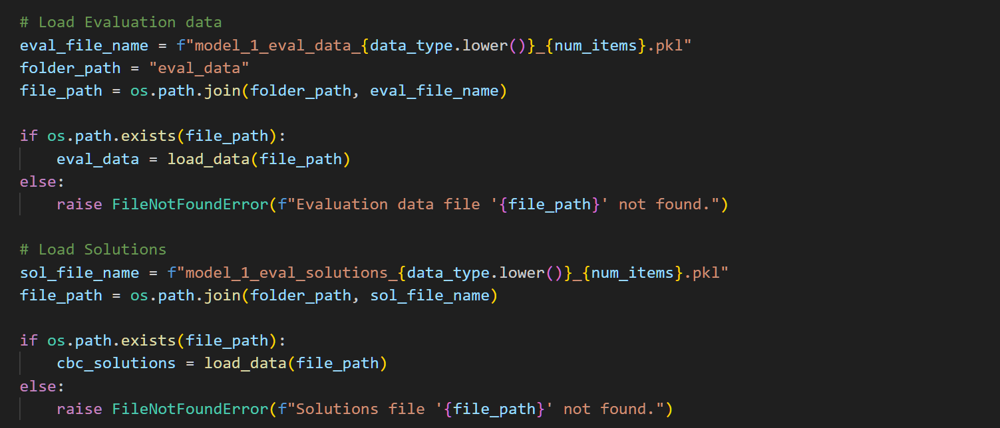 # Load Evaluation data
eval_file_name = f"model_1_eval_data_{data_type.lower()}_{num_items}.pkl"
folder_path = "eval_data"
file_path = os.path.join(folder_path, eval_file_name)

if os.path.exists(file_path):
    eval_data = load_data(file_path)
else:
    raise FileNotFoundError(f"Evaluation data file '{file_path}' not found.")

# Load Solutions
sol_file_name = f"model_1_eval_solutions_{data_type.lower()}_{num_items}.pkl"
file_path = os.path.join(folder_path, sol_file_name)

if os.path.exists(file_path):
    cbc_solutions = load_data(file_path)
else:
    raise FileNotFoundError(f"Solutions file '{file_path}' not found.")